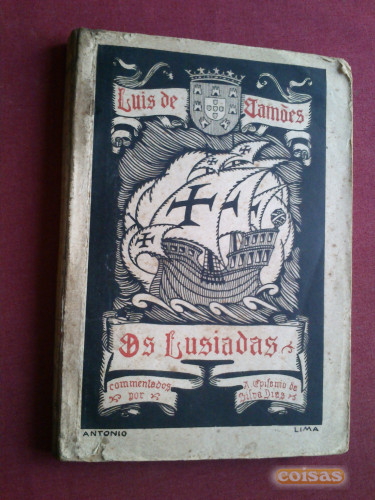 Luis de Camões
Os Lusiadas
commentados
por
A Epifanio da
Silva Dias
ANTONIO LIMA
coisas